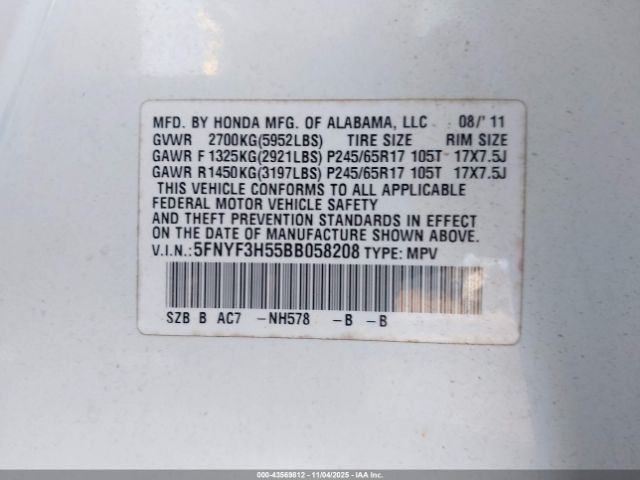 MFD. BY HONDA MFG. OF ALABAMA, LLC 08/'11
GVWR 2700KG(5952LBS) TIRE SIZE RIM SIZE
GAWR F 1325KG(2921LBS) P245/65R17 105T 17X7.5J
GAWR R1450KG(3197LBS) P245/65R17 105T 17X7.5J
THIS VEHICLE CONFORMS TO ALL APPLICABLE
FEDERAL MOTOR VEHICLE SAFETY
AND THEFT PREVENTION STANDARDS IN EFFECT
ON THE DATE OF MANUFACTURE SHOWN ABOVE.
V.I.N.:5FNYF3H55BB058208 TYPE: MPV
SZB B AC7 -NH578 -B -B
000-43569612 - 11/04/2025 - IAAI.com